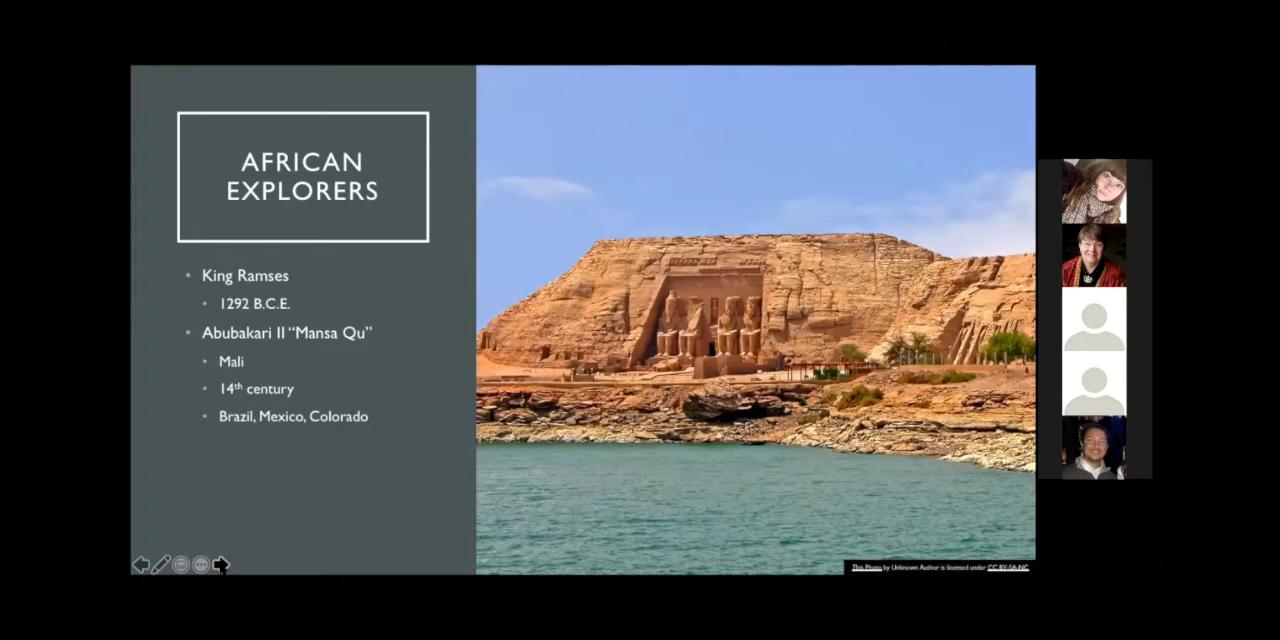 AFRICAN
EXPLORERS
King Ramses
1292 B.C.E.
Abubakari II “Mansa Qu”
Mali
14th century
Brazil, Mexico, Colorado
This Photo by Unknown Author is licensed under CC BY-SA-NC